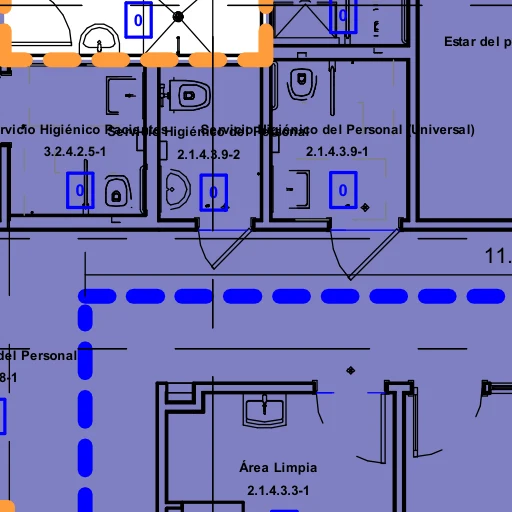 0
0
Estar del p
rvicio Higiénico Pacientes
Servicio Higiénico del Personal
Servicio Higiénico del Personal (Universal)
3.2.4.2.5-1
2.1.4.3.9-2
2.1.4.3.9-1
0
0
0
11.
del Personal
8-1
Área Limpia
2.1.4.3.3-1